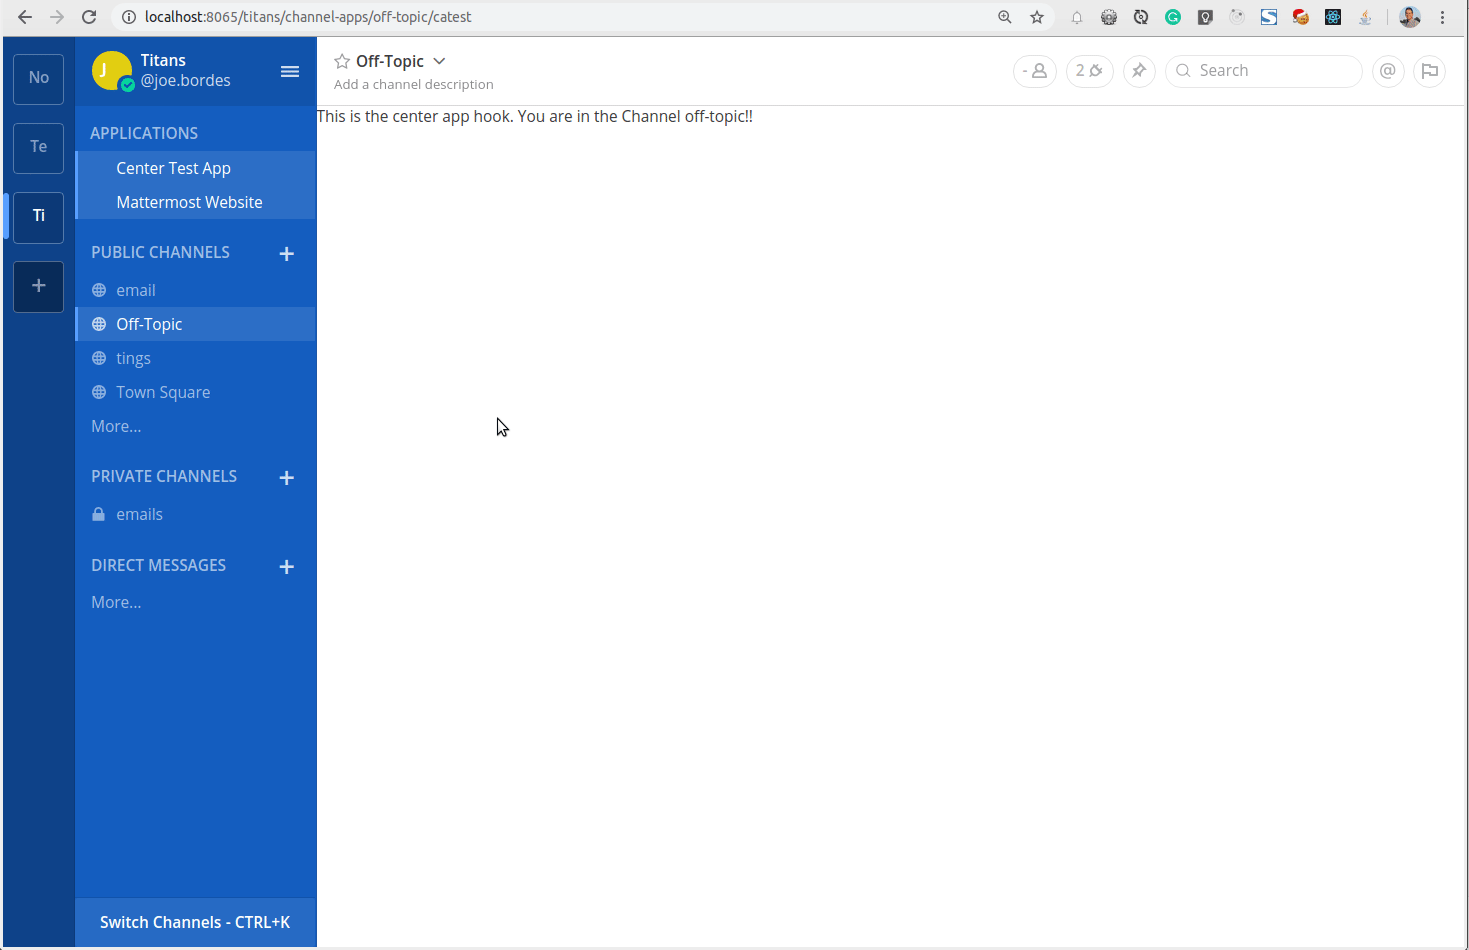 localhost:8065/titans/channel-apps/off-topic/catest
No
Te
Ti
+
J
Titans
@joe.bordes
APPLICATIONS
Center Test App
Mattermost Website
PUBLIC CHANNELS +
email
Off-Topic
tings
Town Square
More...
PRIVATE CHANNELS +
emails
DIRECT MESSAGES +
More...
Switch Channels - CTRL+K
Off-Topic
Add a channel description
-
2
Search
@
This is the center app hook. You are in the Channel off-topic!!